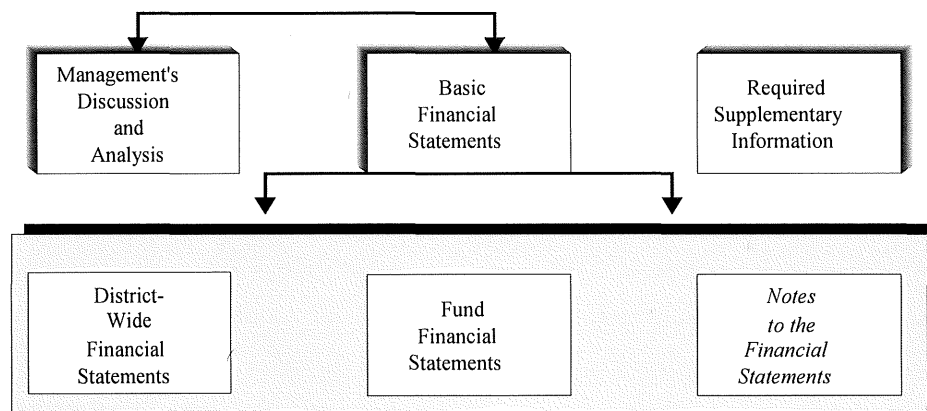 Management's
Discussion
and
Analysis
Basic
Financial
Statements
Required
Supplementary
Information
District-
Wide
Financial
Statements
Fund
Financial
Statements
Notes
to the
Financial
Statements